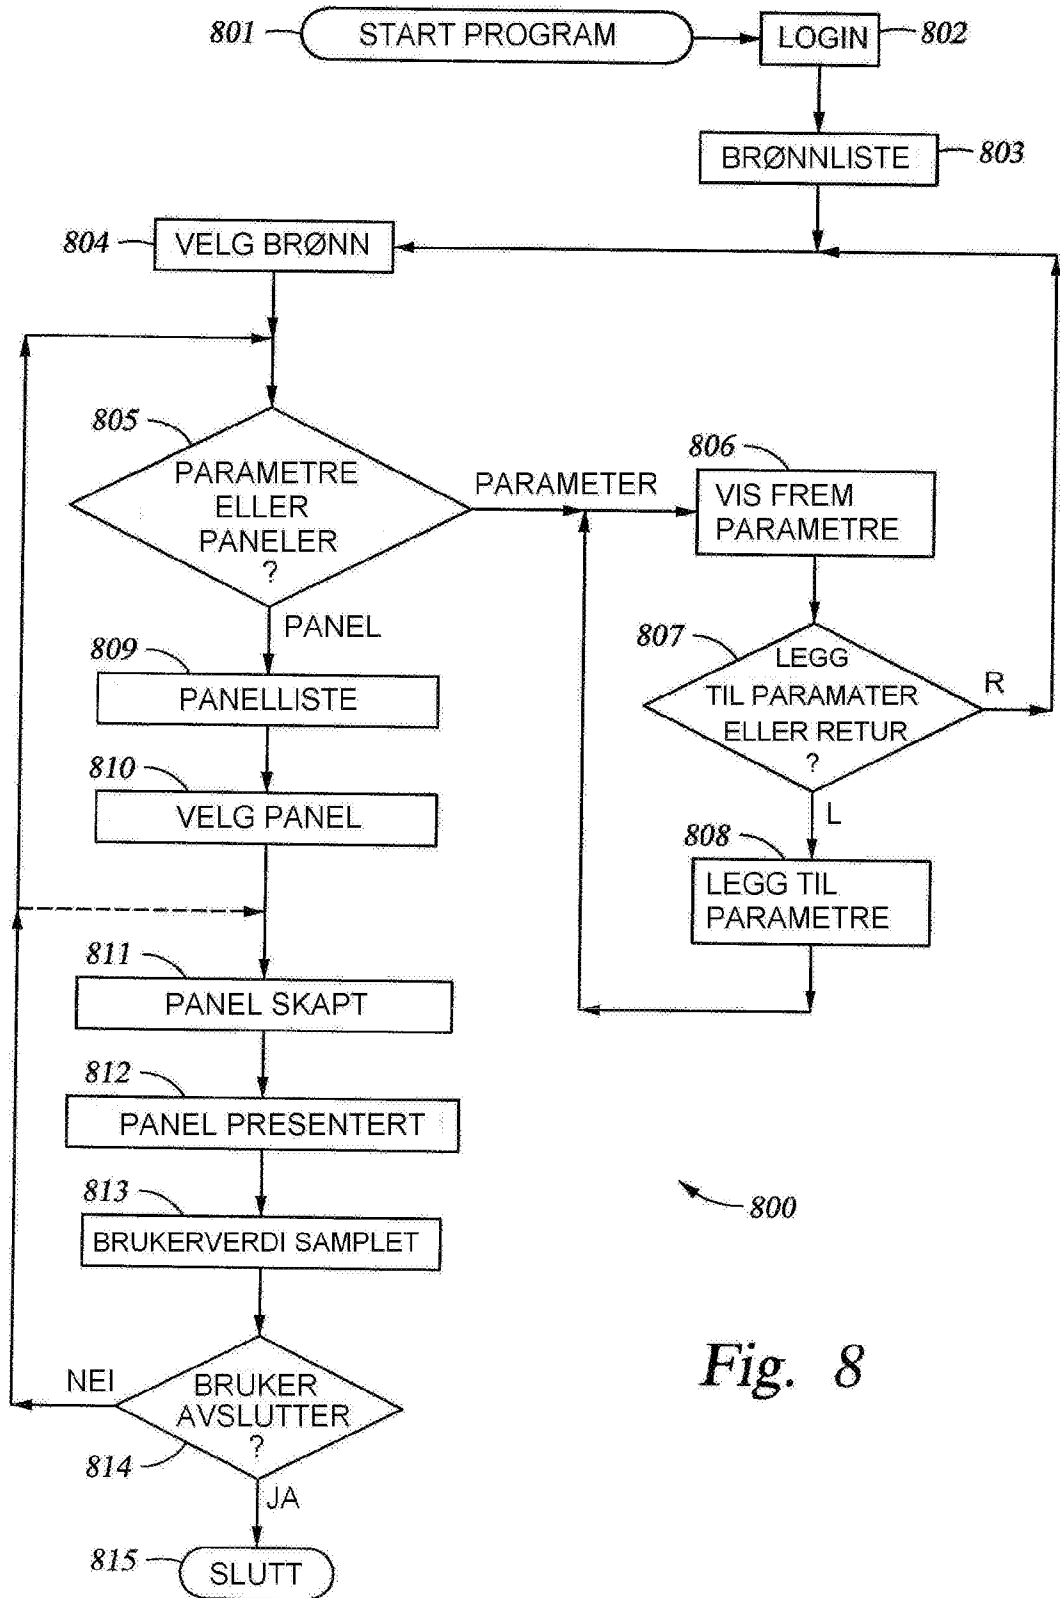 801
START PROGRAM
LOGIN
802
BRØNNLISTE
803
804
VELG BRØNN
805
PARAMETRE
ELLER
PANELER
?
PARAMETER
806
VIS FREM
PARAMETRE
PANEL
807
LEGG
TIL PARAMATER
ELLER RETUR
?
R
L
809
PANELLISTE
810
VELG PANEL
808
LEGG TIL
PARAMETRE
811
PANEL SKAPT
812
PANEL PRESENTERT
813
BRUKERVERDI SAMPLET
800
NEI
BRUKER
AVSLUTTER
?
814
JA
815
SLUTT
Fig. 8